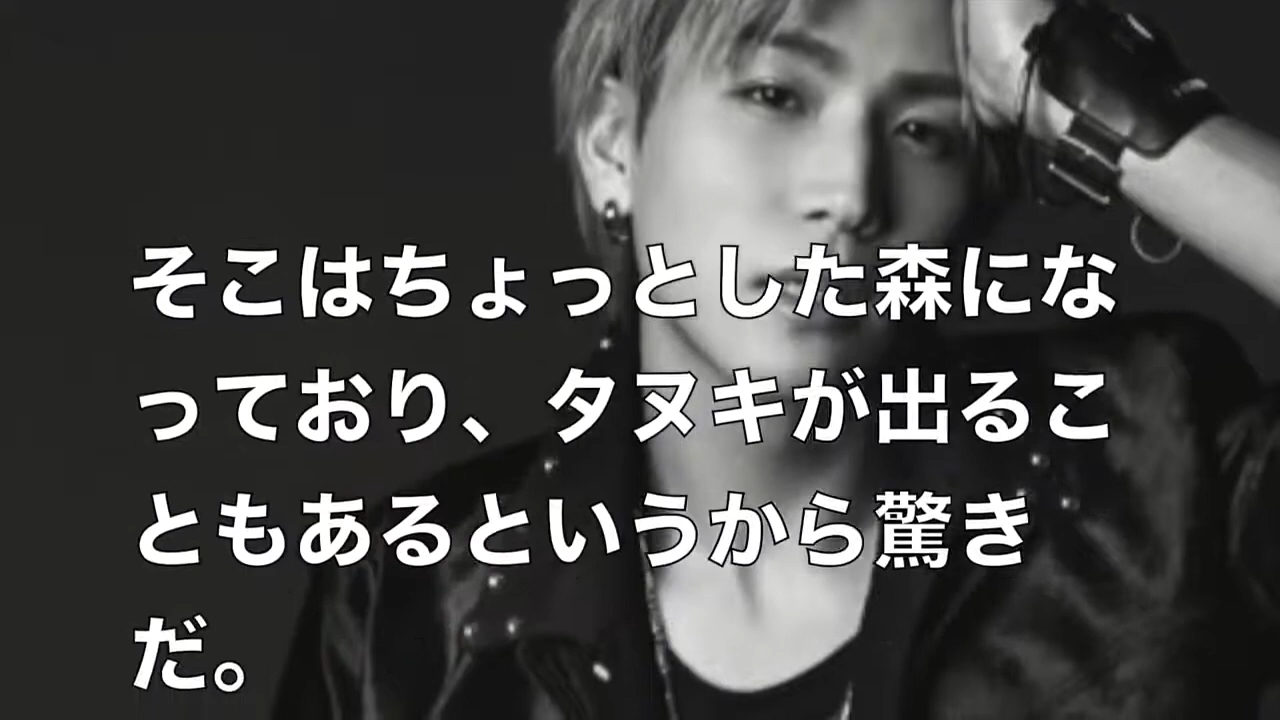 そこはちょっとした森にな
っており、タヌキが出るこ
ともあるというから驚き
だ。